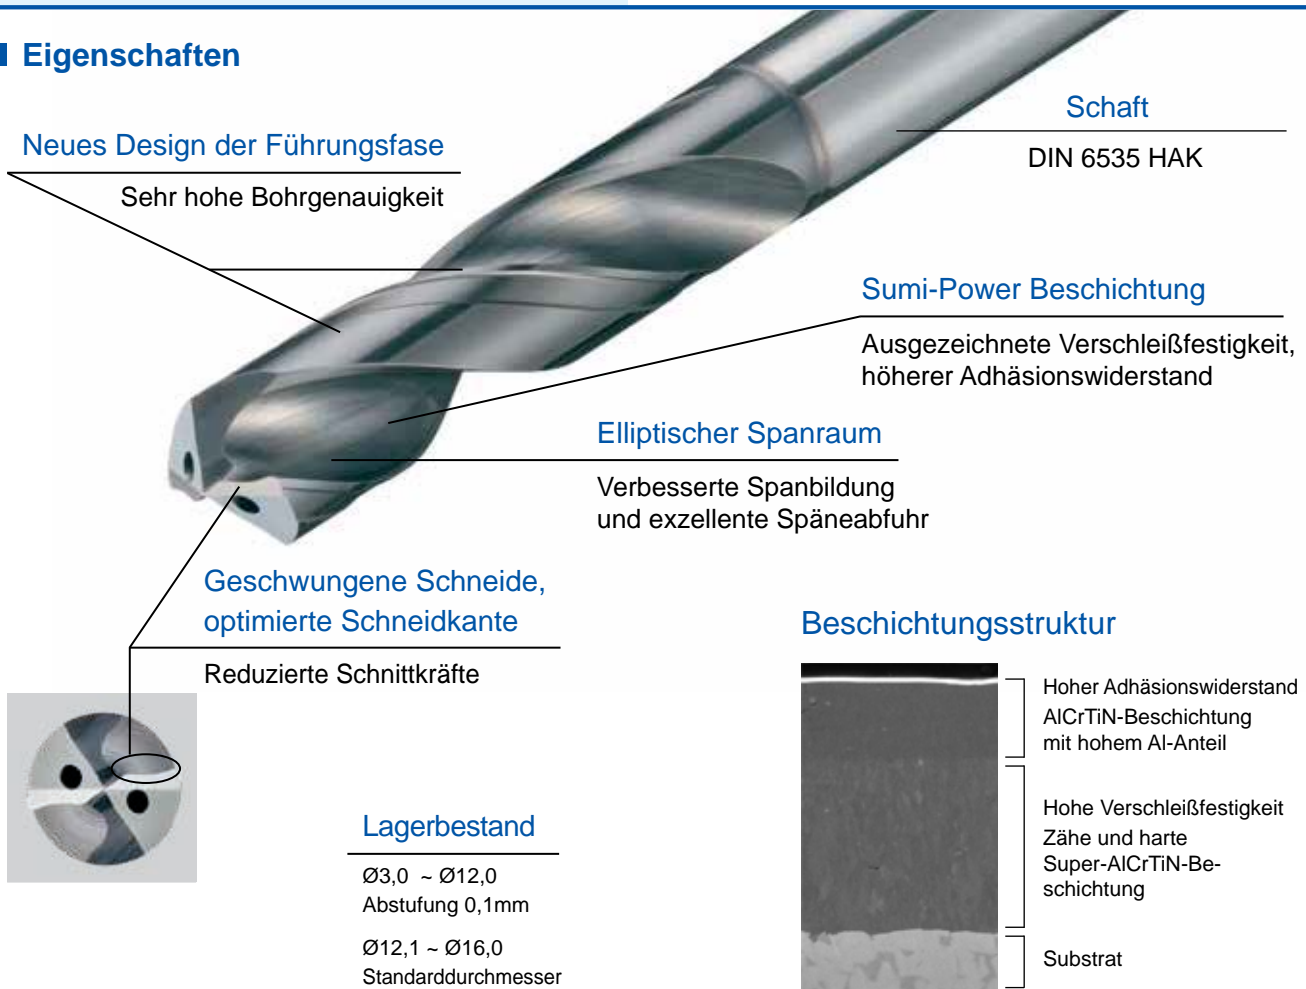 Eigenschaften
Neues Design der Führungsfase
Sehr hohe Bohrgenauigkeit
Schaft
DIN 6535 HAK
Sumi-Power Beschichtung
Ausgezeichnete Verschleißfestigkeit,
höherer Adhäsionswiderstand
Elliptischer Spanraum
Verbesserte Spanbildung
und exzellente Späneabfuhr
Geschwungene Schneide,
optimierte Schneidkante
Reduzierte Schnittkräfte
Lagerbestand
Ø3,0 ~ Ø12,0
Abstufung 0,1mm
Ø12,1 ~ Ø16,0
Standarddurchmesser
Beschichtungsstruktur
Hoher Adhäsionswiderstand
AlCrTiN-Beschichtung
mit hohem Al-Anteil
Hohe Verschleißfestigkeit
Zähe und harte
Super-AlCrTiN-Be-
schichtung
Substrat